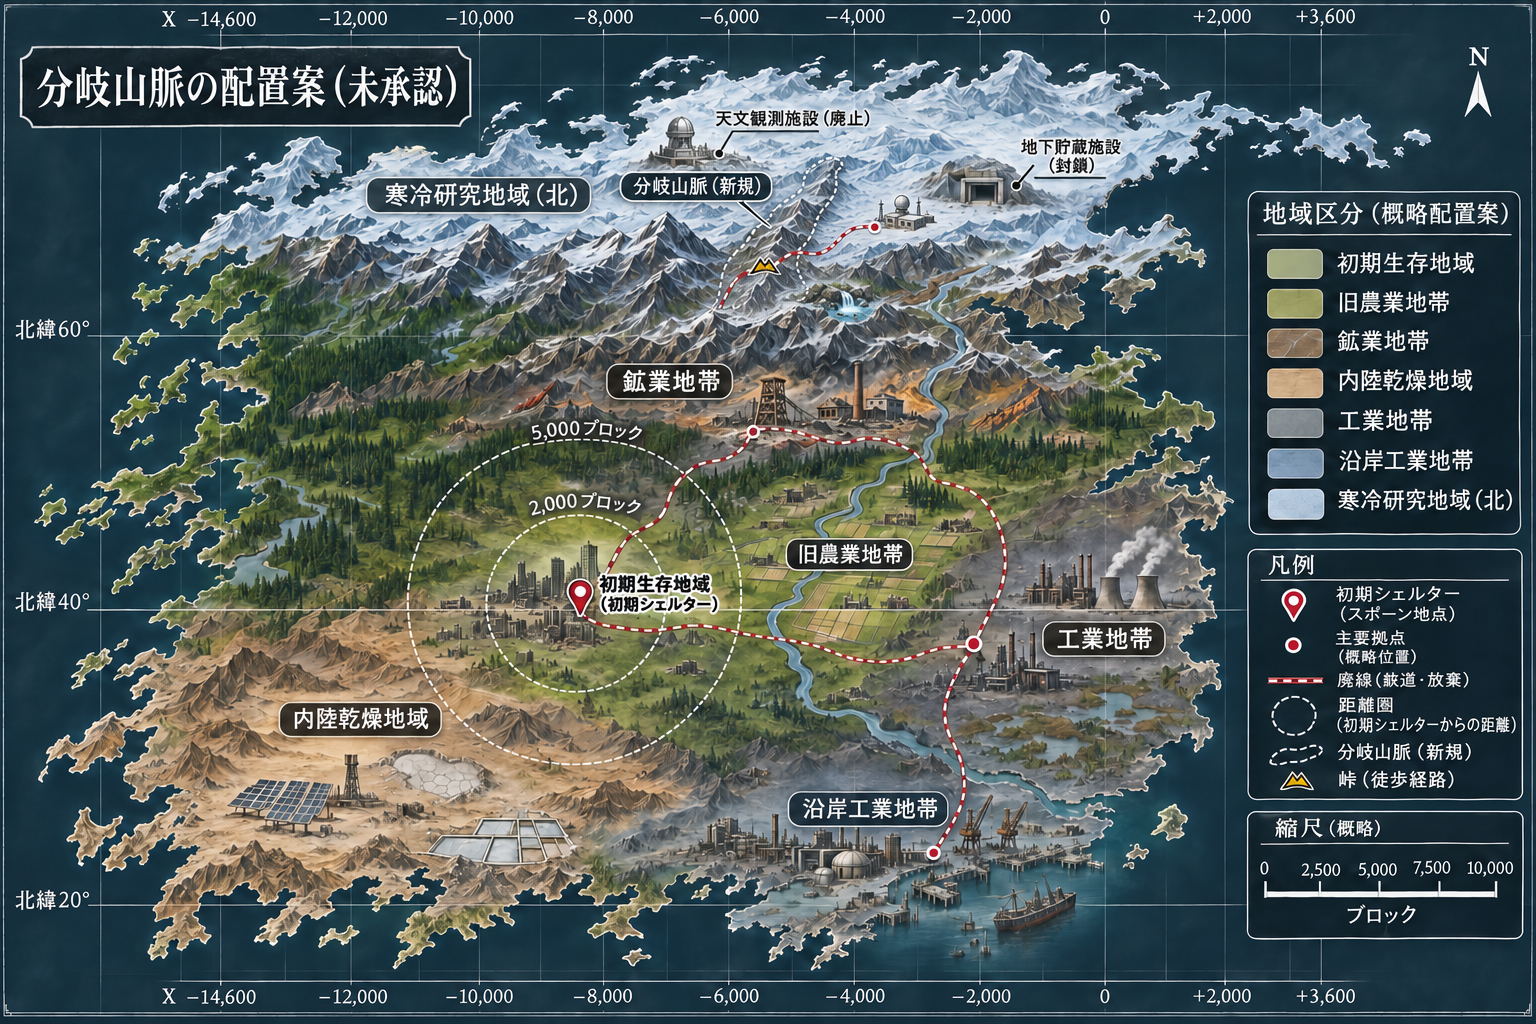 X −14,600 −12,000 −10,000 −8,000 −6,000 −4,000 −2,000 0 +2,000 +3,600
分岐山脈の配置案(未承認)
N
天文観測施設(廃止)
地下貯蔵施設
(封鎖)
寒冷研究地域(北)
分岐山脈(新規)
北緯60°
鉱業地帯
5,000ブロック
2,000ブロック
旧農業地帯
初期生存地域
(初期シェルター)
北緯40°
工業地帯
内陸乾燥地域
沿岸工業地帯
北緯20°
地域区分(概略配置案)
初期生存地域
旧農業地帯
鉱業地帯
内陸乾燥地域
工業地帯
沿岸工業地帯
寒冷研究地域(北)
凡例
初期シェルター
(スポーン地点)
主要拠点
(概略位置)
廃線(鉄道·放棄)
距離圏
(初期シェルターからの距離)
分岐山脈(新規)
峠(徒歩経路)
縮尺(概略)
0 2,500 5,000 7,500 10,000
ブロック
X −14,600 −12,000 −10,000 −8,000 −6,000 −4,000 −2,000 0 +2,000 +3,600